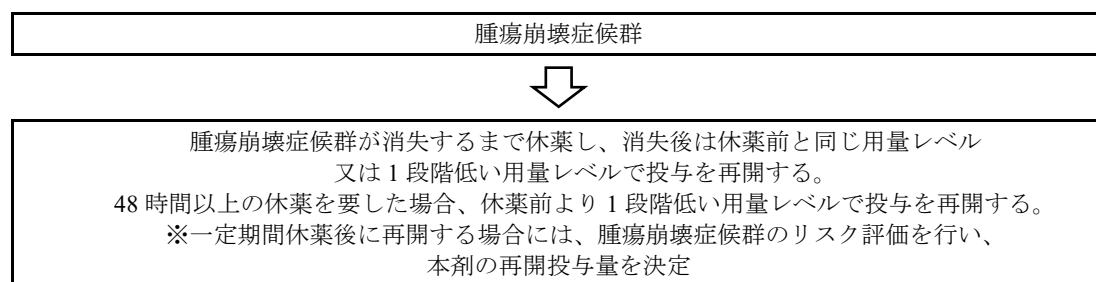 腫瘍崩壊症候群
腫瘍崩壊症候群が消失するまで休薬し、消失後は休薬前と同じ用量レベル
又は 1 段階低い用量レベルで投与を再開する。
48 時間以上の休薬を要した場合、休薬前より 1 段階低い用量レベルで投与を再開する。
※一定期間休薬後に再開する場合には、腫瘍崩壊症候群のリスク評価を行い、
本剤の再開投与量を決定